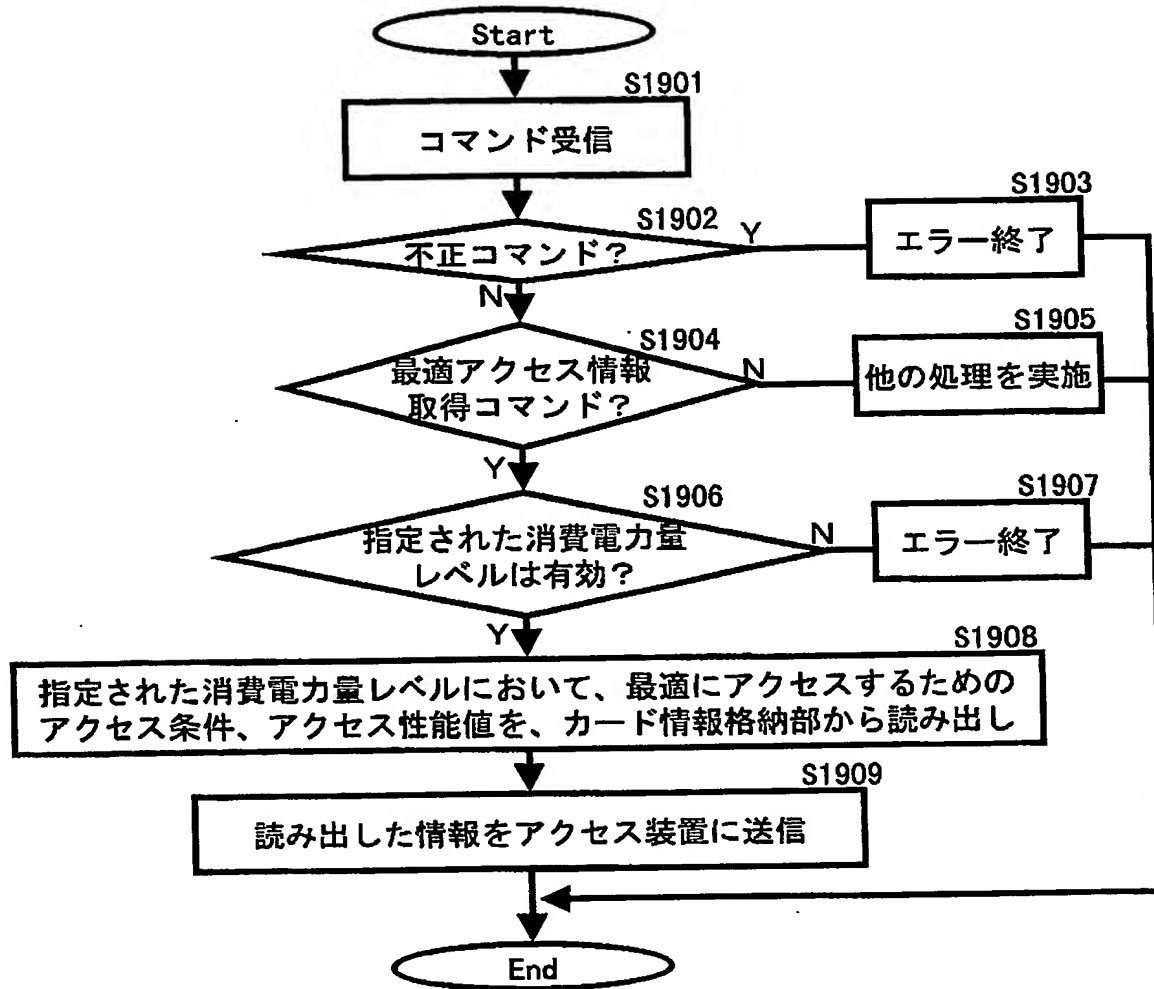 Start
S1901
コマンド受信
S1902
不正コマンド?
Y
S1903
エラー終了
N
S1904
最適アクセス情報
取得コマンド?
N
S1905
他の処理を実施
Y
S1906
指定された消費電力量
レベルは有効?
N
S1907
エラー終了
Y
S1908
指定された消費電力量レベルにおいて、最適にアクセスするための
アクセス条件、アクセス性能値を、カード情報格納部から読み出し
S1909
読み出した情報をアクセス装置に送信
End